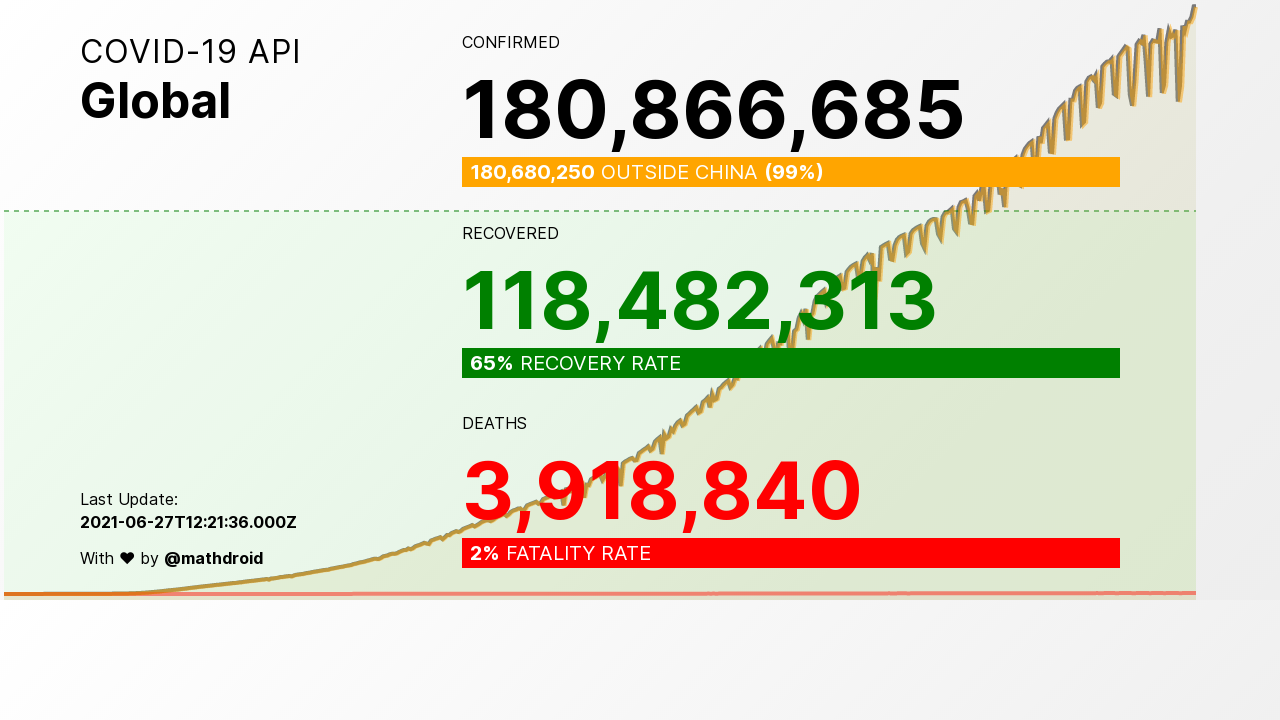 COVID-19 API
Global
CONFIRMED
180,866,685
180,680,250 OUTSIDE CHINA (99%)
RECOVERED
118,482,313
65% RECOVERY RATE
DEATHS
3,918,840
2% FATALITY RATE
Last Update:
2021-06-27T12:21:36.000Z
With ♥ by @mathdroid